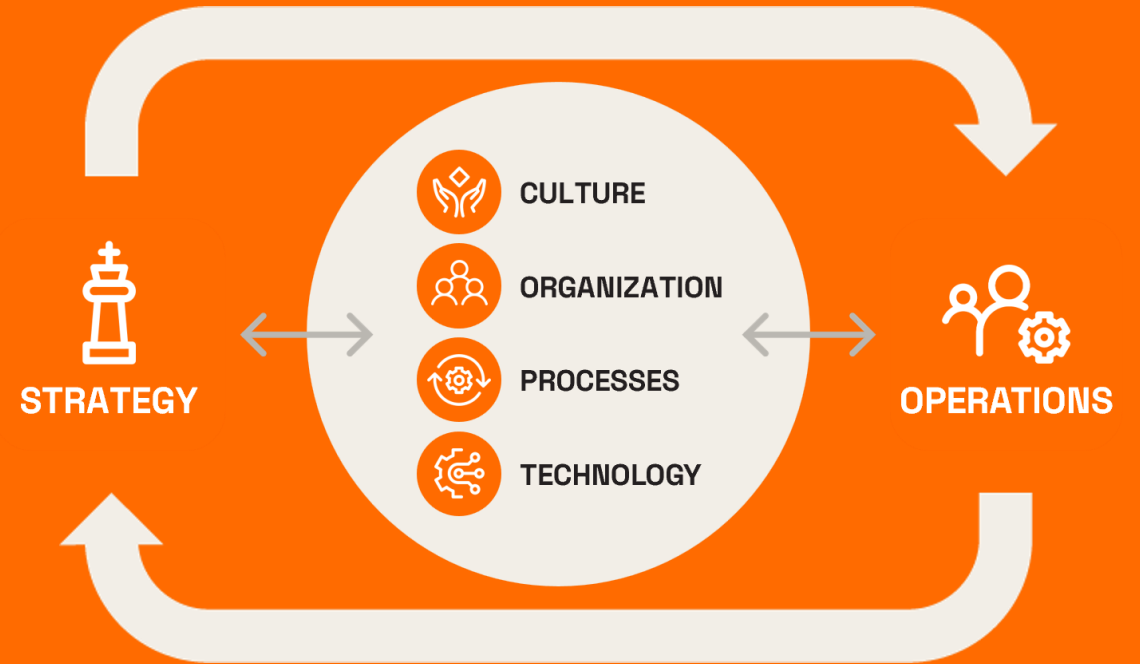 CULTURE
ORGANIZATION
PROCESSES
TECHNOLOGY
STRATEGY
OPERATIONS